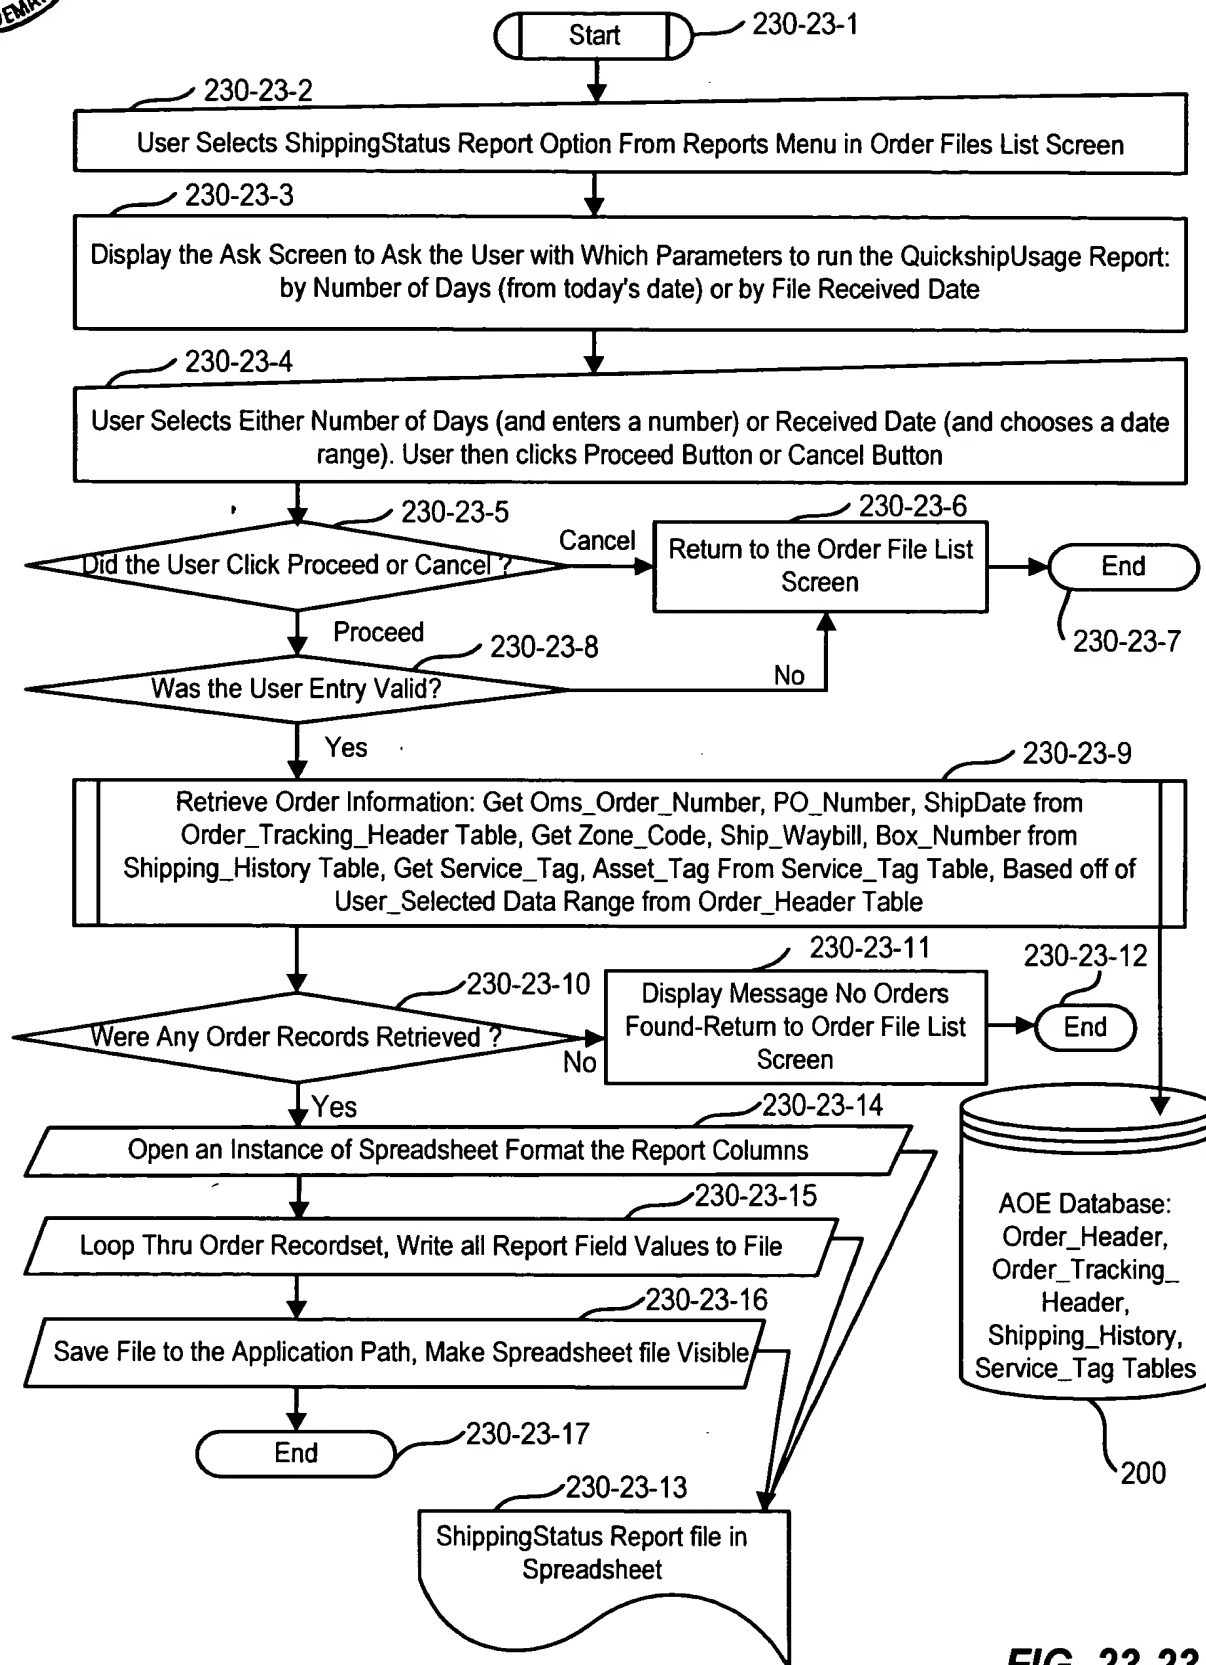 Start
230-23-1
230-23-2
User Selects ShippingStatus Report Option From Reports Menu in Order Files List Screen
230-23-3
Display the Ask Screen to Ask the User with Which Parameters to run the QuickshipUsage Report:
by Number of Days (from today's date) or by File Received Date
230-23-4
User Selects Either Number of Days (and enters a number) or Received Date (and chooses a date
range). User then clicks Proceed Button or Cancel Button
230-23-5
Did the User Click Proceed or Cancel ?
Cancel
230-23-6
Return to the Order File List
Screen
End
230-23-7
Proceed
230-23-8
Was the User Entry Valid?
No
Yes
230-23-9
Retrieve Order Information: Get Oms_Order_Number, PO_Number, ShipDate from
Order_Tracking_Header Table, Get Zone_Code, Ship_Waybill, Box_Number from
Shipping_History Table, Get Service_Tag, Asset_Tag From Service_Tag Table, Based off of
User_Selected Data Range from Order_Header Table
230-23-10
Were Any Order Records Retrieved ?
No
230-23-11
Display Message No Orders
Found-Return to Order File List
Screen
230-23-12
End
Yes
230-23-14
Open an Instance of Spreadsheet Format the Report Columns
230-23-15
Loop Thru Order Recordset, Write all Report Field Values to File
230-23-16
Save File to the Application Path, Make Spreadsheet file Visible
End
230-23-17
AOE Database:
Order_Header,
Order_Tracking_
Header,
Shipping_History,
Service_Tag Tables
200
230-23-13
ShippingStatus Report file in
Spreadsheet